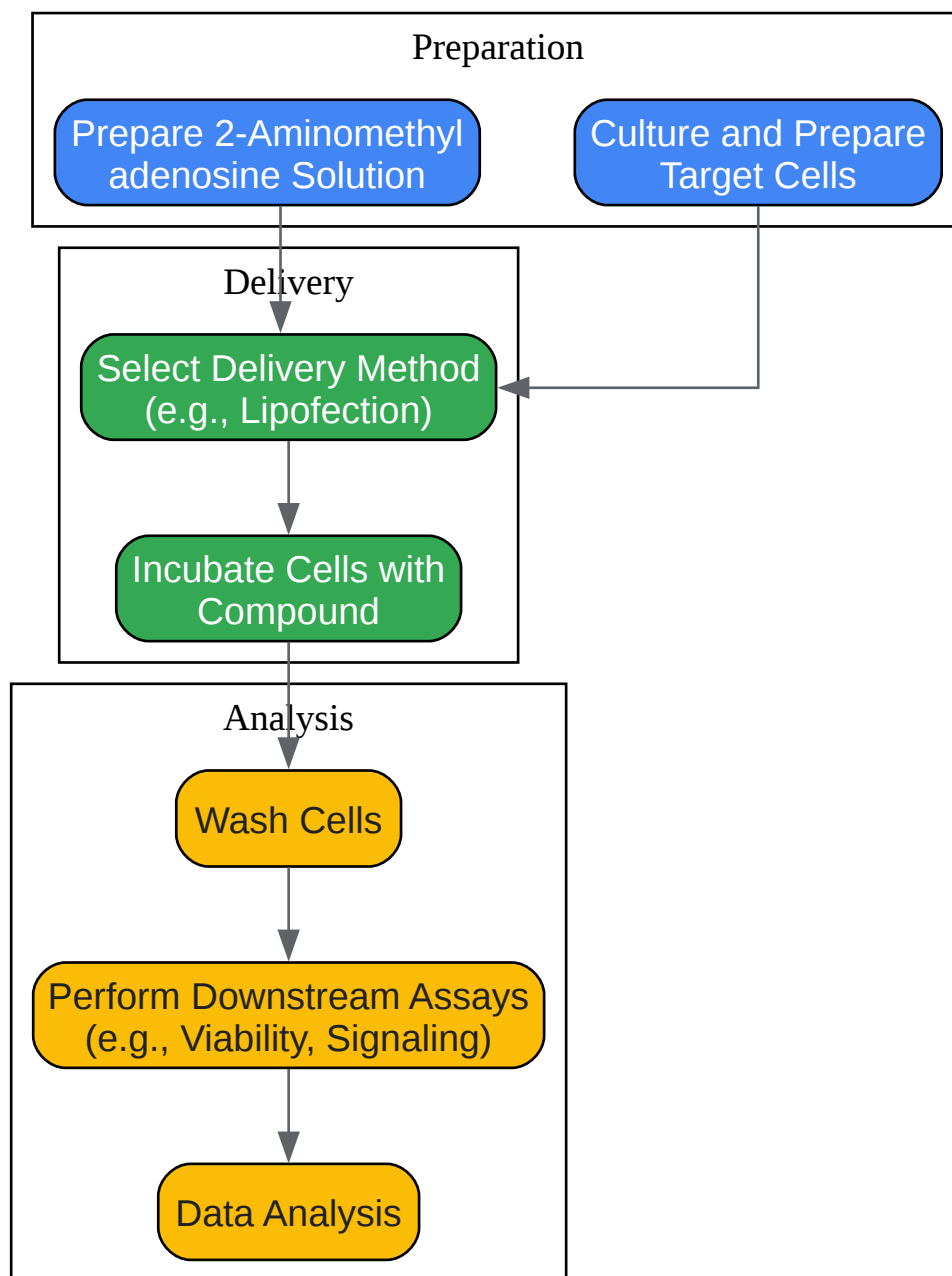 Preparation
Prepare 2-Aminomethyl
adenosine Solution
Culture and Prepare
Target Cells
Delivery
Select Delivery Method
(e.g., Lipofection)
Incubate Cells with
Compound
Analysis
Wash Cells
Perform Downstream Assays
(e.g., Viability, Signaling)
Data Analysis